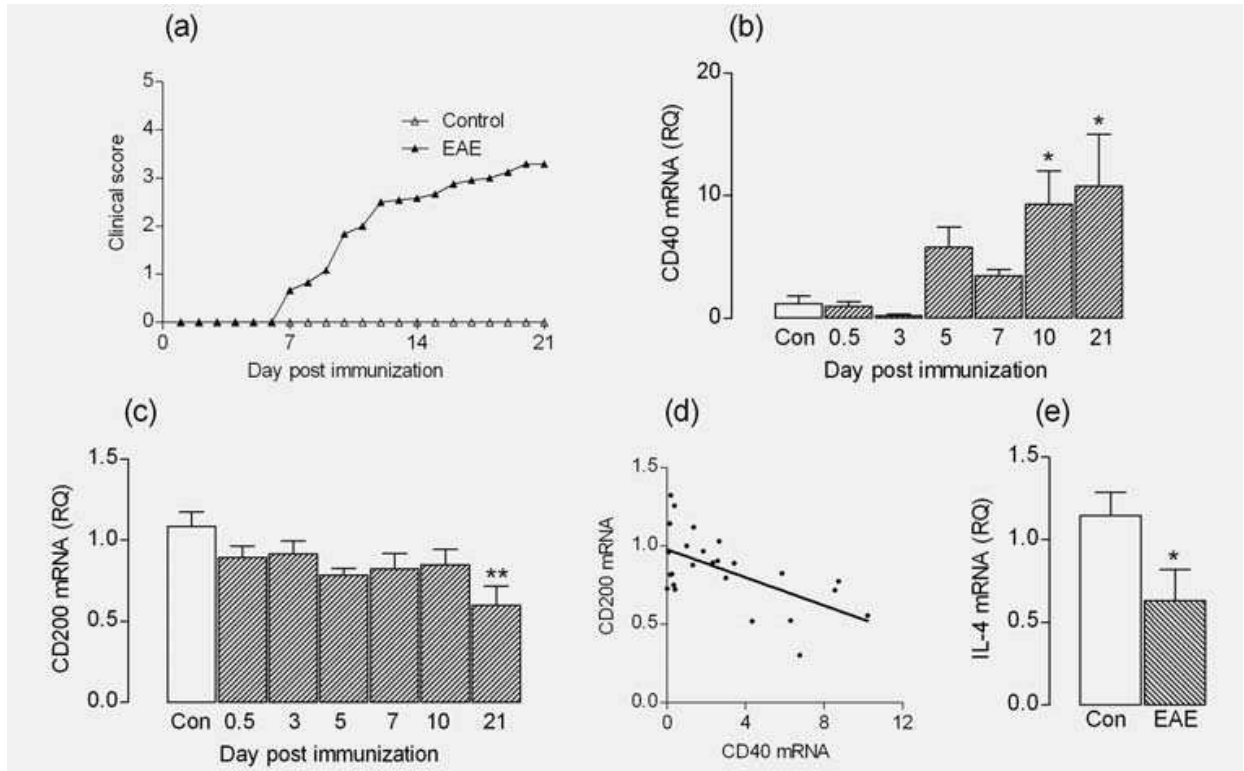 (a)
5
4
3
2
1
0
Clinical score
Control
EAE
0 7 14 21
Day post immunization
(b)
20
10
0
CD40 mRNA (RQ)
* *
Con 0.5 3 5 7 10 21
Day post immunization
(c)
1.5
1.0
0.5
0.0
CD200 mRNA (RQ)
**
Con 0.5 3 5 7 10 21
Day post immunization
(d)
1.5
1.0
0.5
0.0
CD200 mRNA
0 4 8 12
CD40 mRNA
(e)
1.5
1.0
0.5
0.0
IL-4 mRNA (RQ)
*
Con EAE